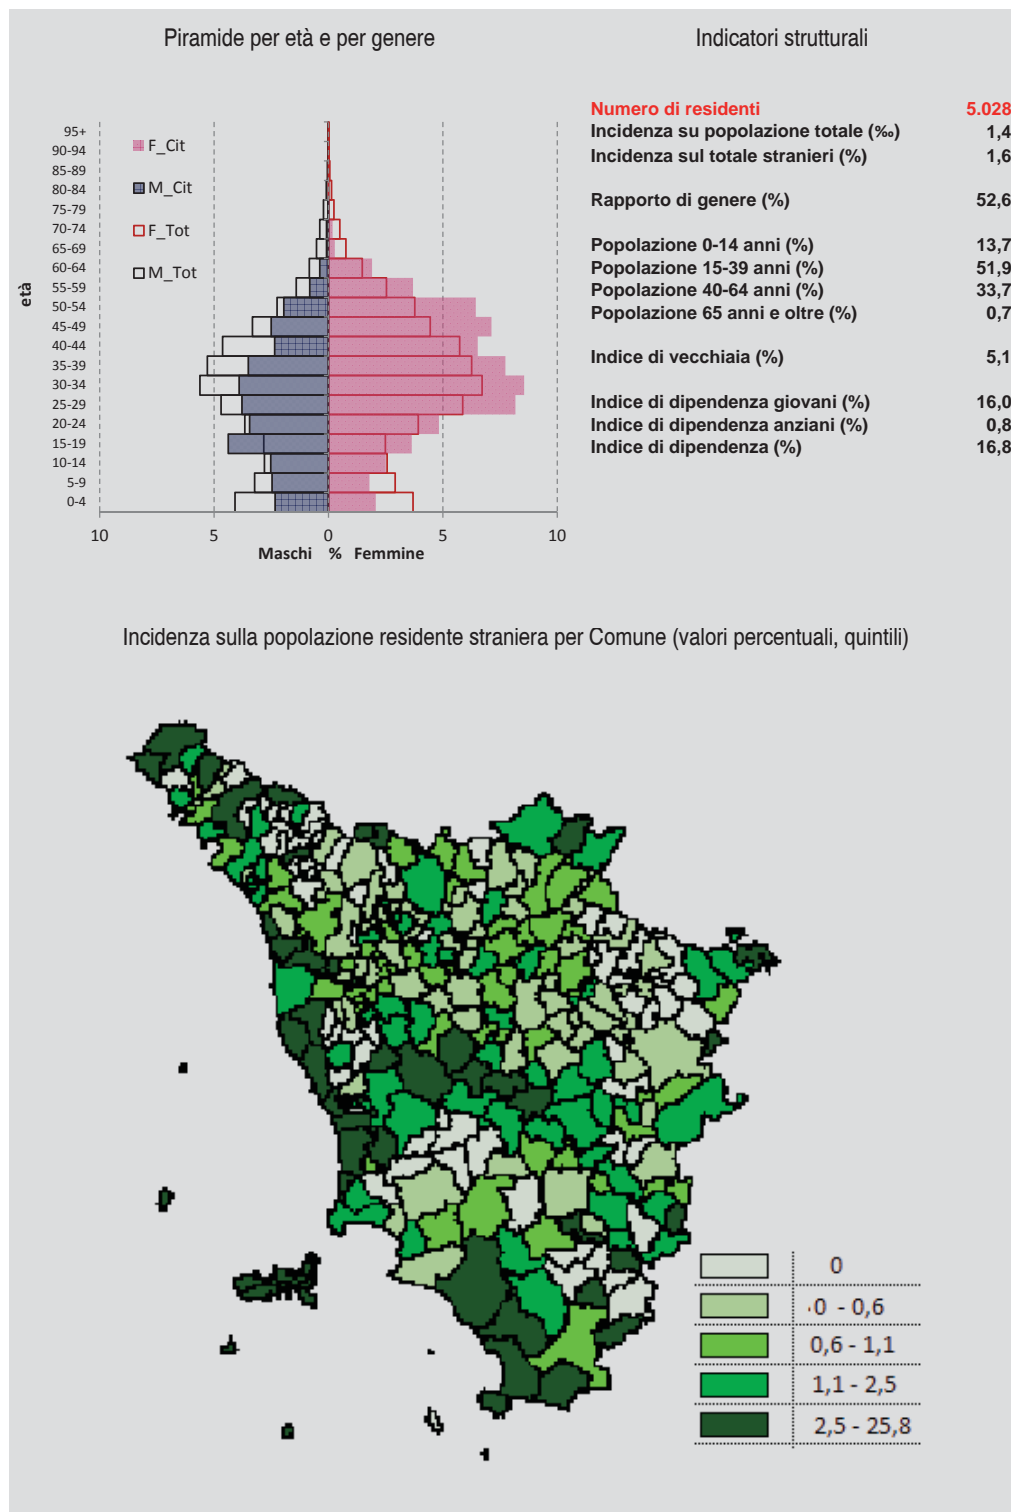 Piramide per età e per genere
Indicatori strutturali
95+
90-94
85-89
80-84
75-79
70-74
65-69
60-64
55-59
50-54
45-49
40-44
35-39
30-34
25-29
20-24
15-19
10-14
5-9
0-4
età
F_Cit
M_Cit
F_Tot
M_Tot
10 5 0 5 10
Maschi % Femmine
Numero di residenti 5.028
Incidenza su popolazione totale (‰) 1,4
Incidenza sul totale stranieri (%) 1,6
Rapporto di genere (%) 52,6
Popolazione 0-14 anni (%) 13,7
Popolazione 15-39 anni (%) 51,9
Popolazione 40-64 anni (%) 33,7
Popolazione 65 anni e oltre (%) 0,7
Indice di vecchiaia (%) 5,1
Indice di dipendenza giovani (%) 16,0
Indice di dipendenza anziani (%) 0,8
Indice di dipendenza (%) 16,8
Incidenza sulla popolazione residente straniera per Comune (valori percentuali, quintili)
0
0 - 0,6
0,6 - 1,1
1,1 - 2,5
2,5 - 25,8